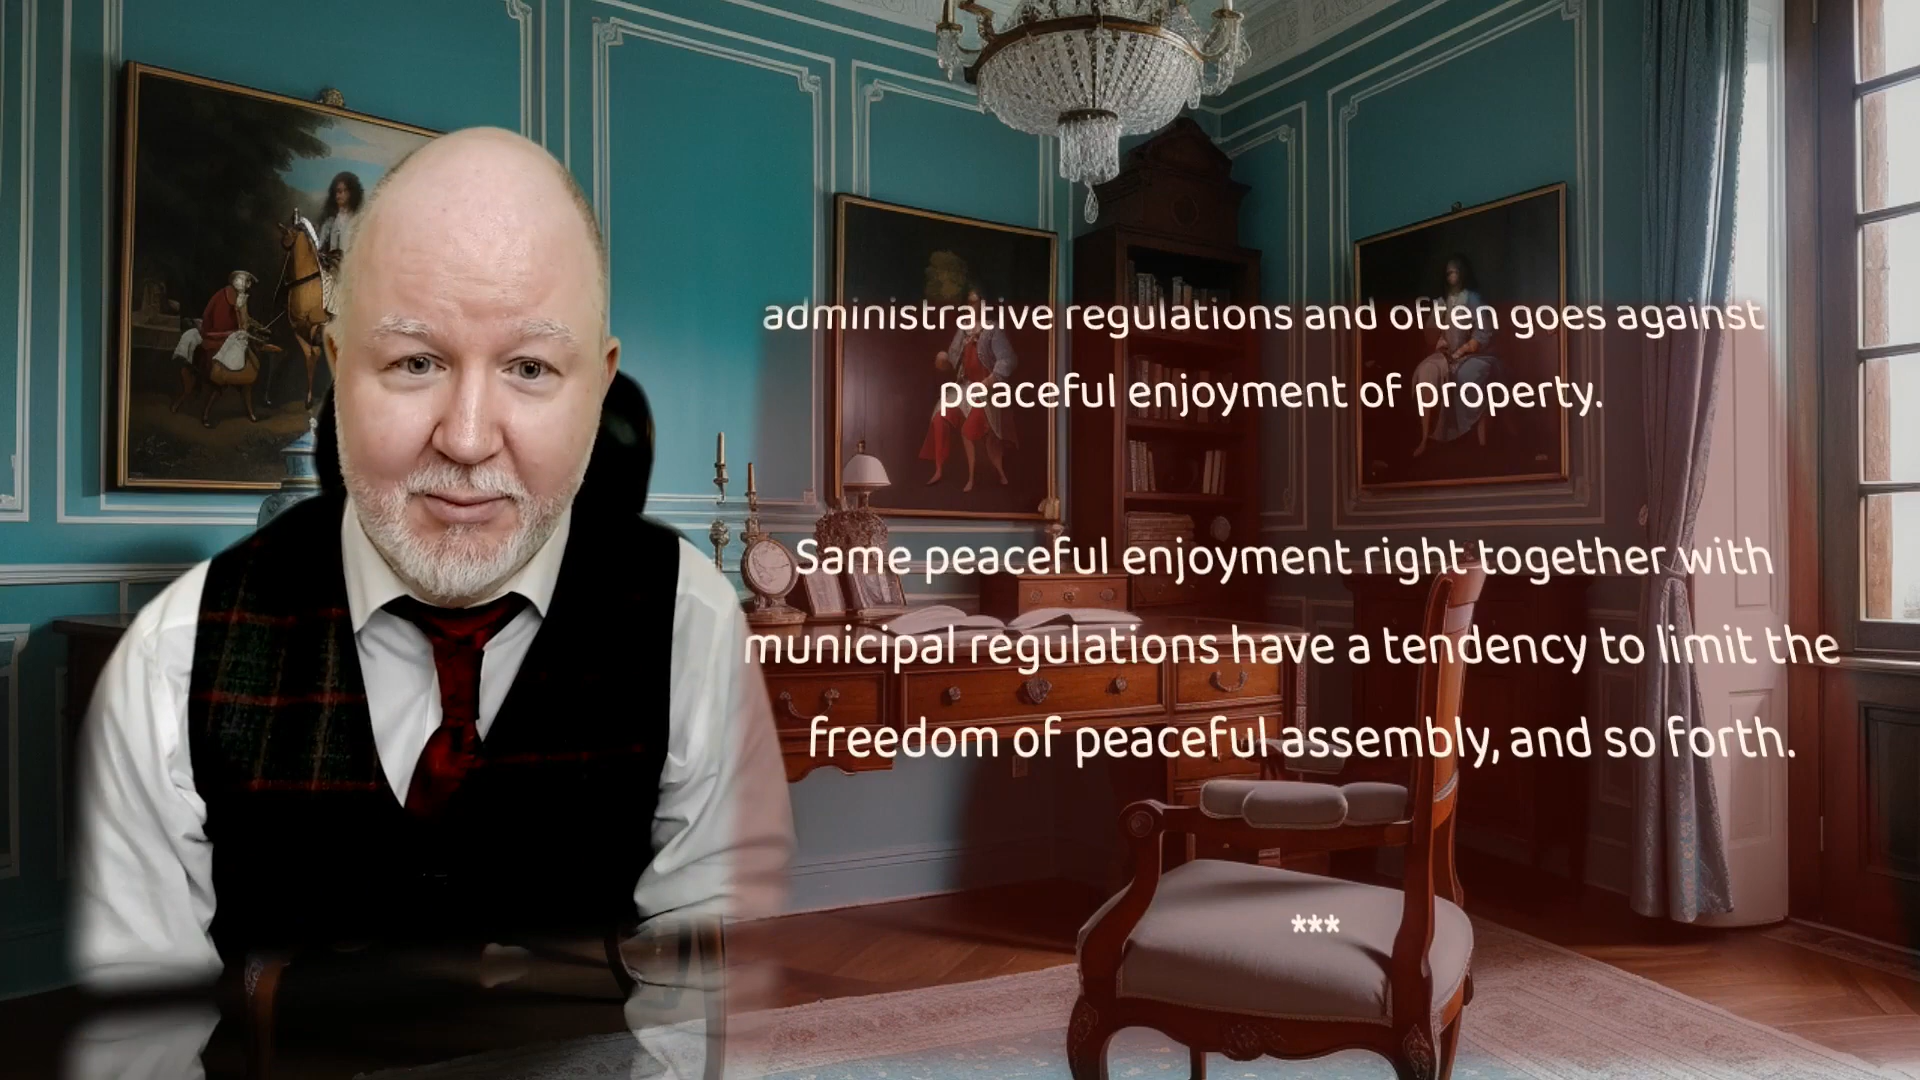 administrative regulations and often goes against
peaceful enjoyment of property.
Same peaceful enjoyment right together with
municipal regulations have a tendency to limit the
freedom of peaceful assembly, and so forth.
***